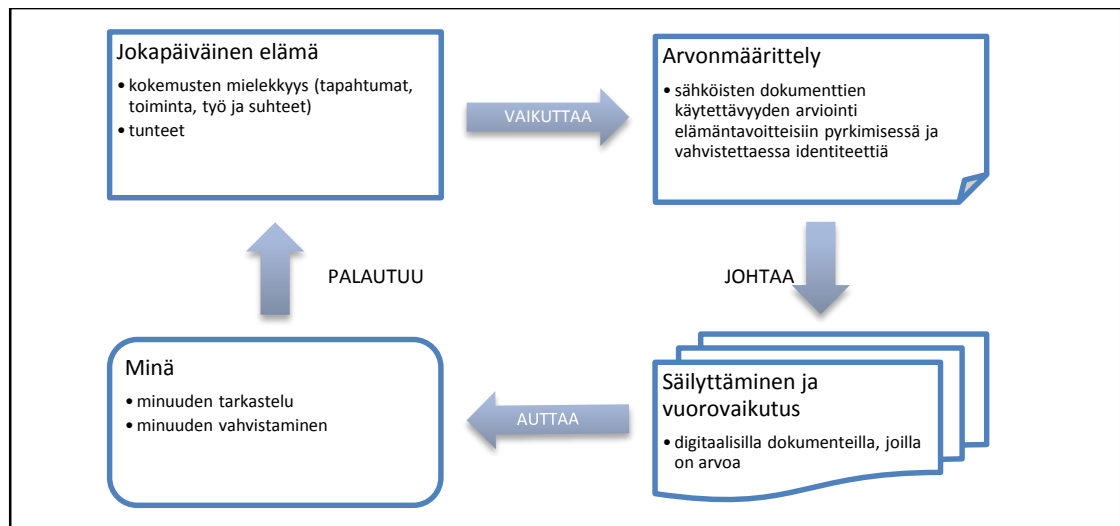 Jokapäiväinen elämä
• kokemusten mielekkyys (tapahtumat,
toiminta, työ ja suhteet)
• tunteet
VAIKUTTAA
Arvonmäärittely
• sähköisten dokumenttien
käytettävyyden arviointi
elämäntavoitteisiin pyrkimisessä ja
vahvistettaessa identiteettiä
PALAUTUU
JOHTAA
Minä
• minuuden tarkastelu
• minuuden vahvistaminen
AUTTAA
Säilyttäminen ja
vuorovaikutus
• digitaalisilla dokumenteilla, joilla
on arvoa